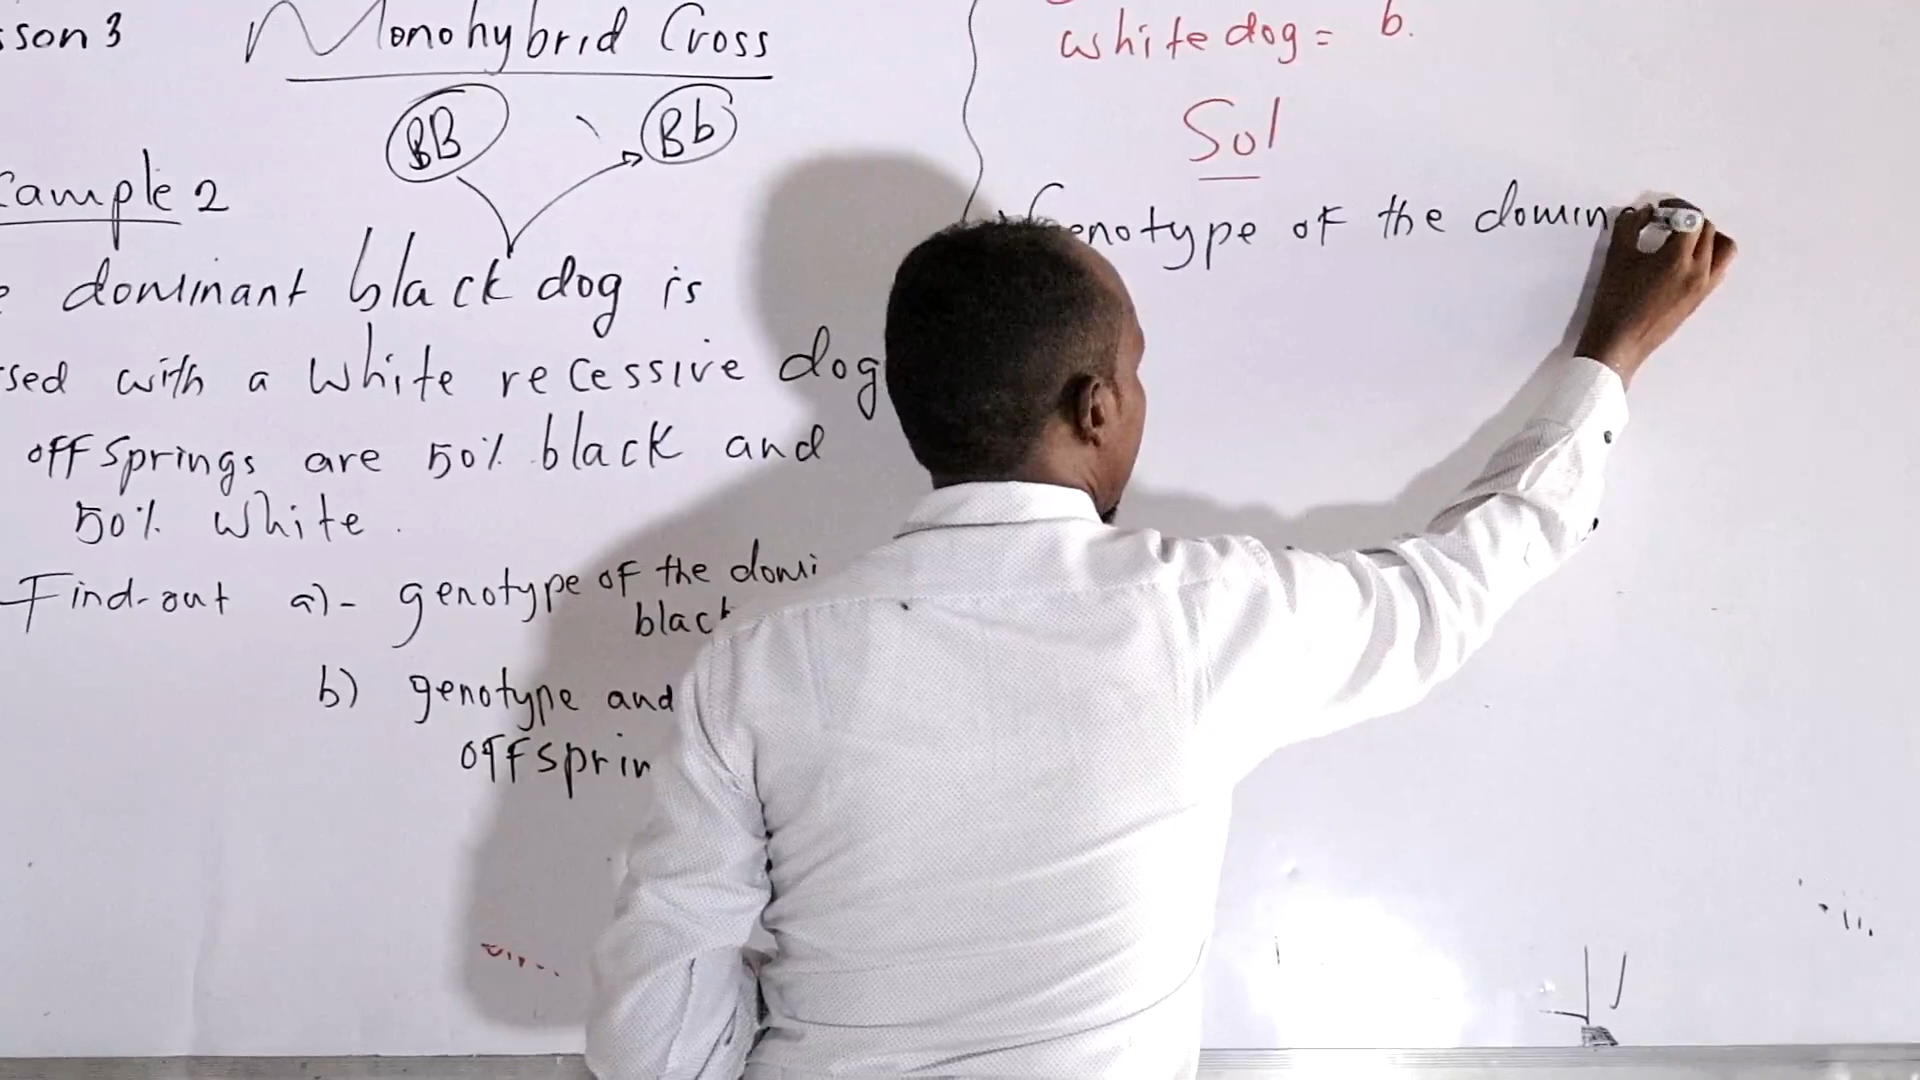 sson 3
Monohybrid Cross
BB
Bb
ample 2
dominant black dog is
sed with a white recessive dog
offsprings are 50% black and
50% white.
Find-out a)- genotype of the domi
black
b) genotype and
offsprin
white dog = b.
Sol
Genotype of the domina